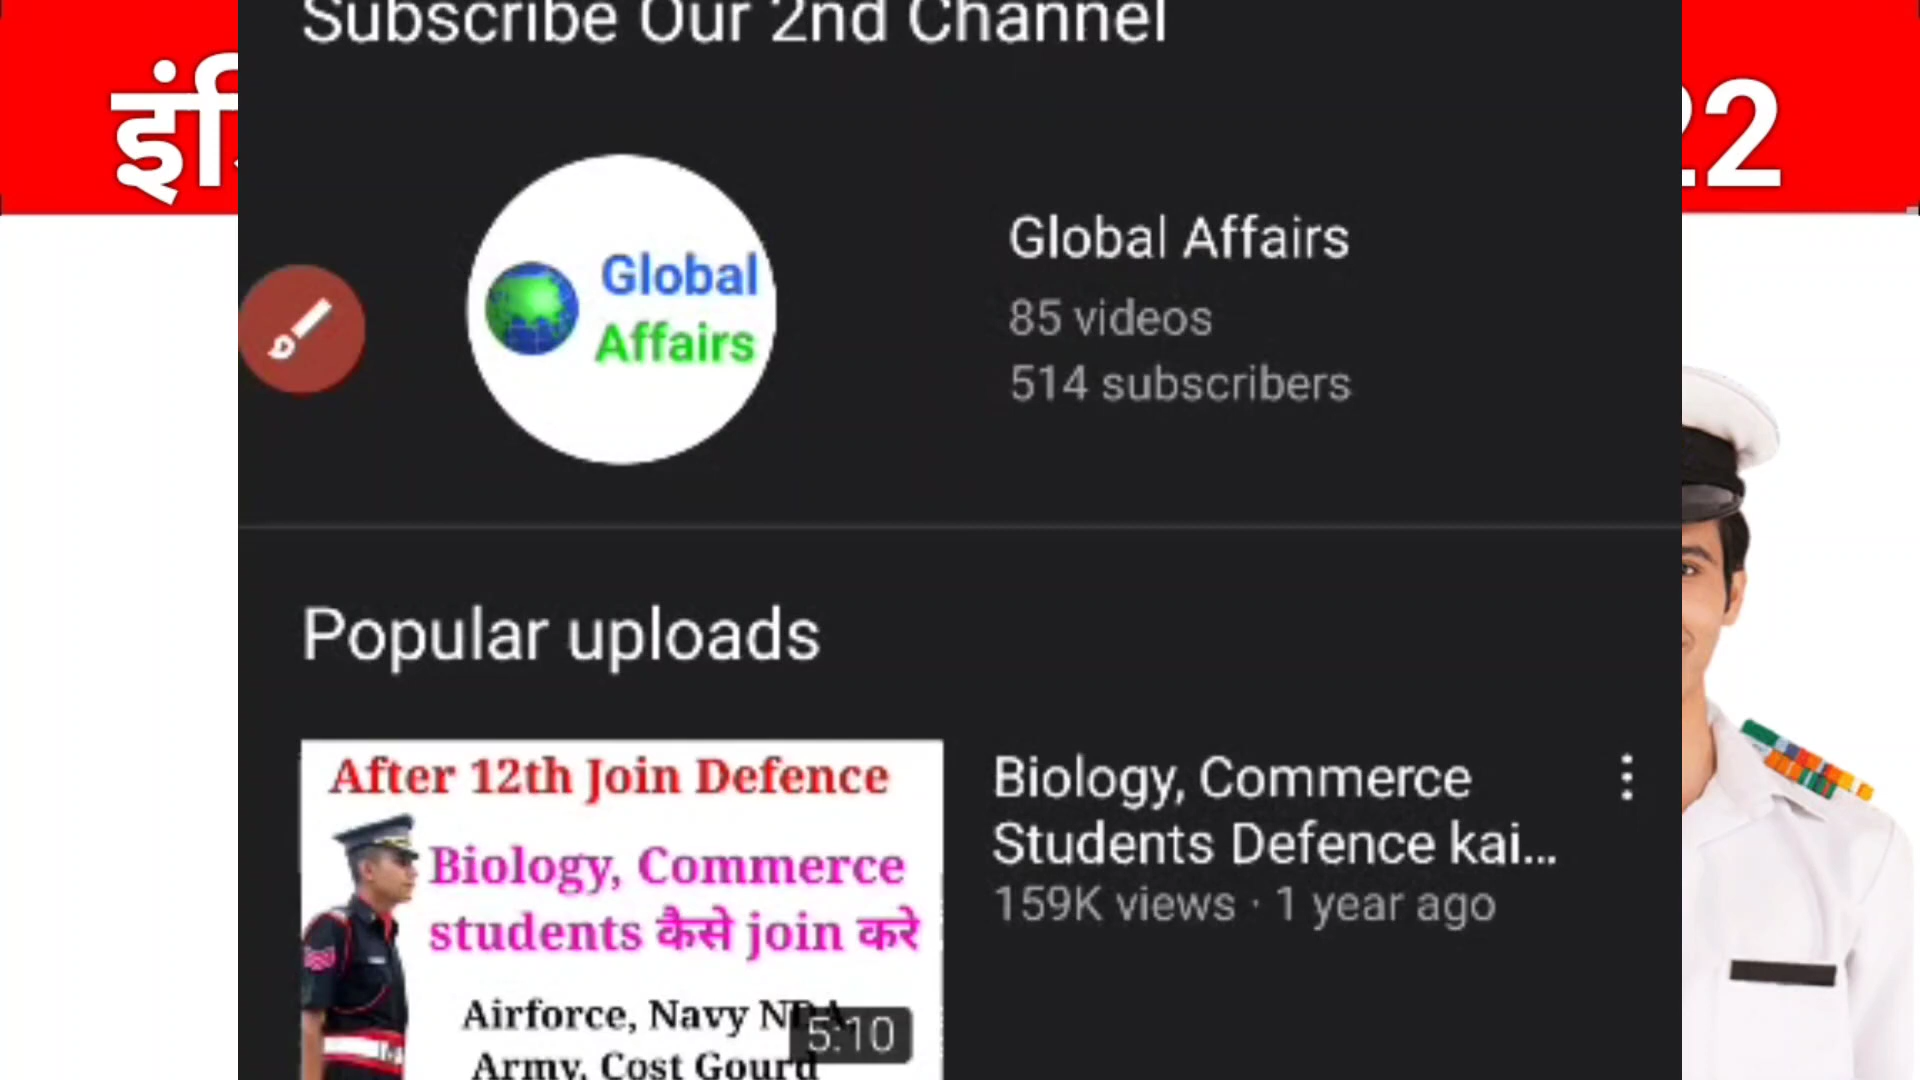 Subscribe Our 2nd Channel
22
Global
Affairs
Global Affairs
85 videos
514 subscribers
Popular uploads
After 12th Join Defence
Biology, Commerce
students कैसे join करे
Airforce, Navy NDA,
Army, Cost Gourd
5:10
Biology, Commerce
Students Defence kai...
159K views · 1 year ago